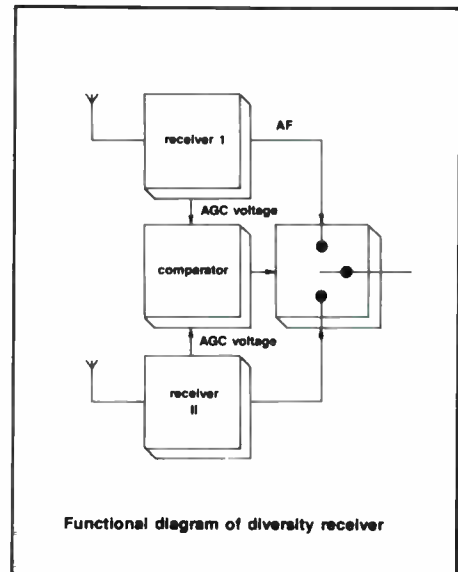 receiver 1
AF
AGC voltage
comparator
AGC voltage
receiver
II
Functional diagram of diversity receiver